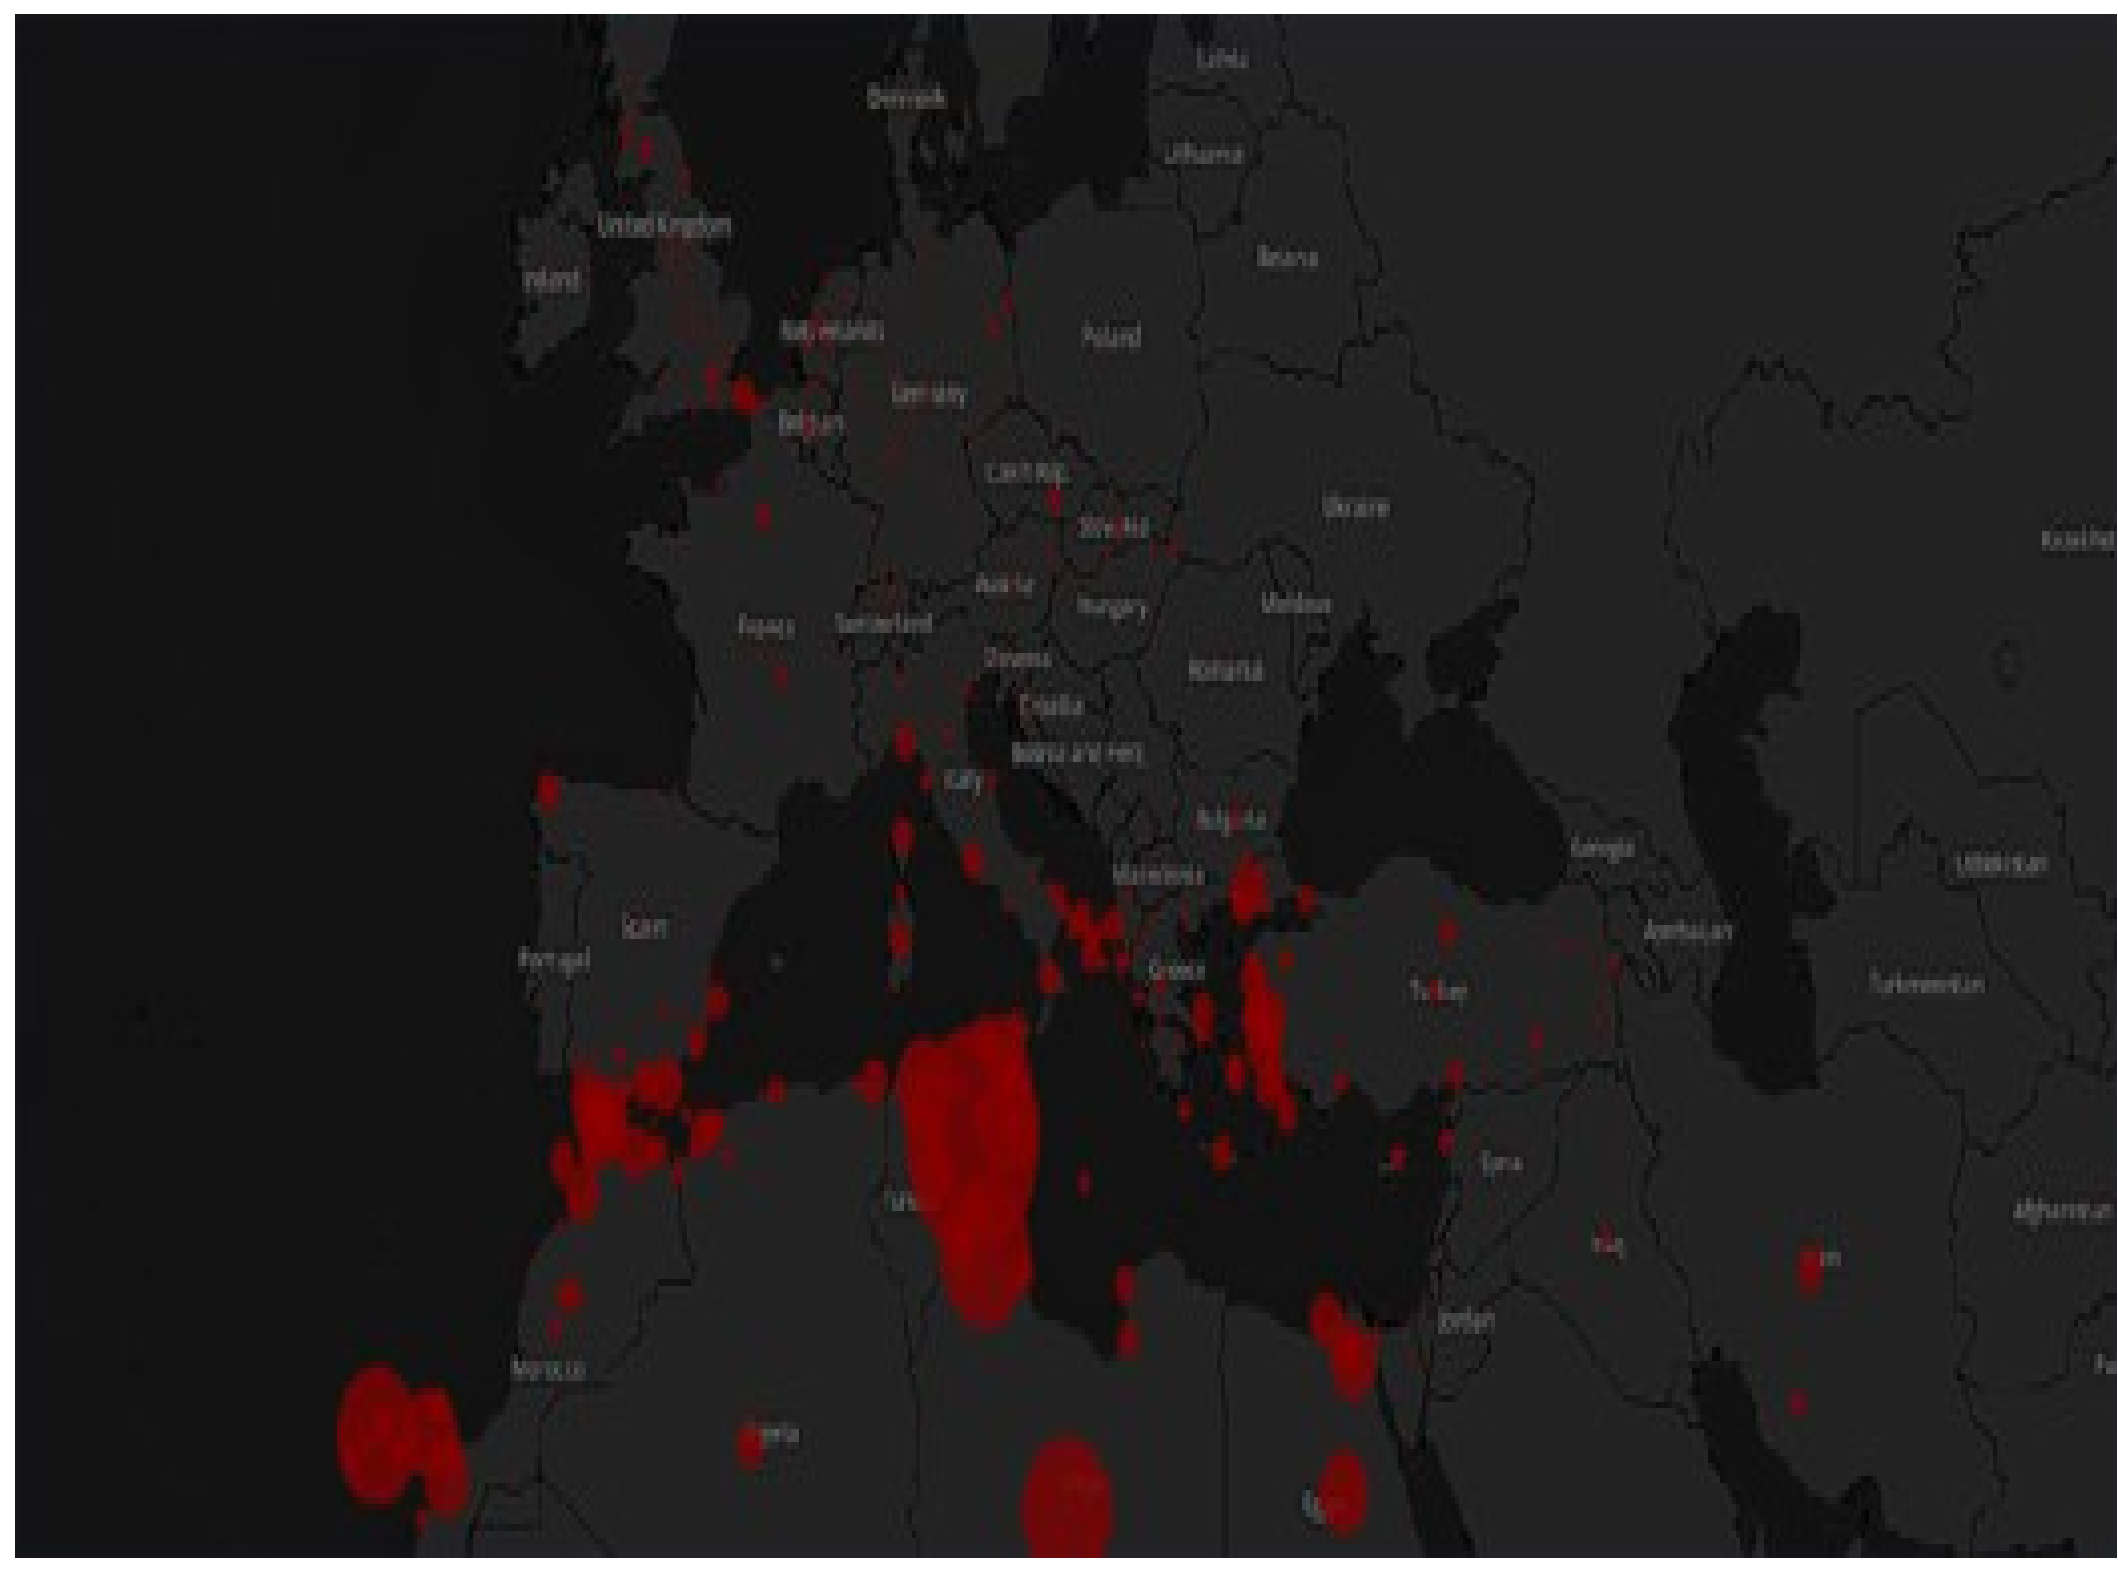 Latvia
Denmark
Lithuania
United Kingdom
Belarus
Ireland
Netherlands
Poland
Germany
Belgium
Czech Rep.
Ukraine
Slovakia
Austria
Hungary
Moldova
France
Switzerland
Slovenia
Romania
Croatia
Bosnia and Herz.
Italy
Bulgaria
Georgia
Uzbekistan
Macedonia
Spain
Azerbaijan
Portugal
Greece
Turkey
Turkmenistan
Syria
Afghanistan
Iraq
Jordan
Morocco